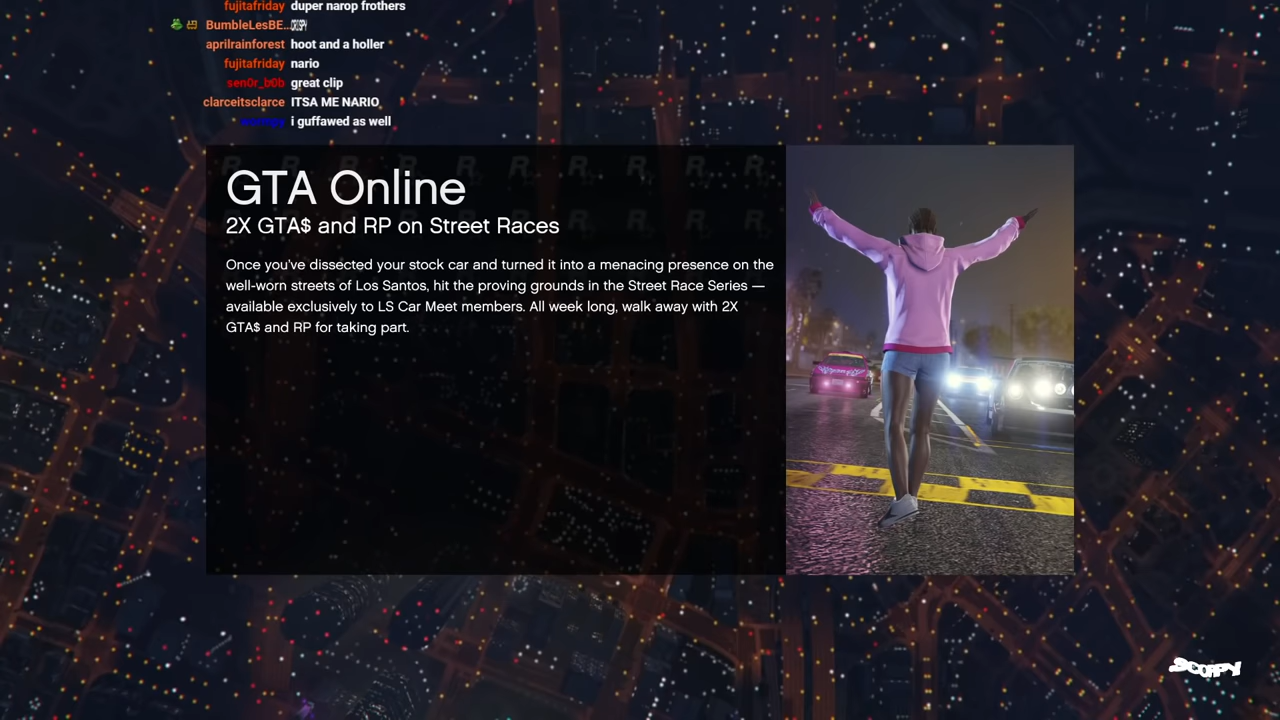 fujitafriday duper narop frothers
BumbleLesBE...
aprilrainforest hoot and a holler
fujitafriday nario
sen0r_b0b great clip
clarceitsclarce ITSA ME NARIO
i guffawed as well
GTA Online
2X GTA$ and RP on Street Races
Once you've dissected your stock car and turned it into a menacing presence on the
well-worn streets of Los Santos, hit the proving grounds in the Street Race Series —
available exclusively to LS Car Meet members. All week long, walk away with 2X
GTA$ and RP for taking part.
SCORPY